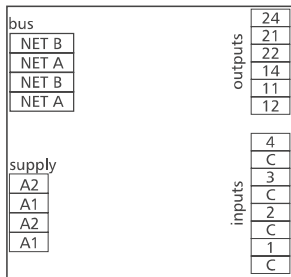 bus
NET B
NET A
NET B
NET A
supply
A2
A1
A2
A1
outputs
24
21
22
14
11
12
inputs
4
C
3
C
2
C
1
C